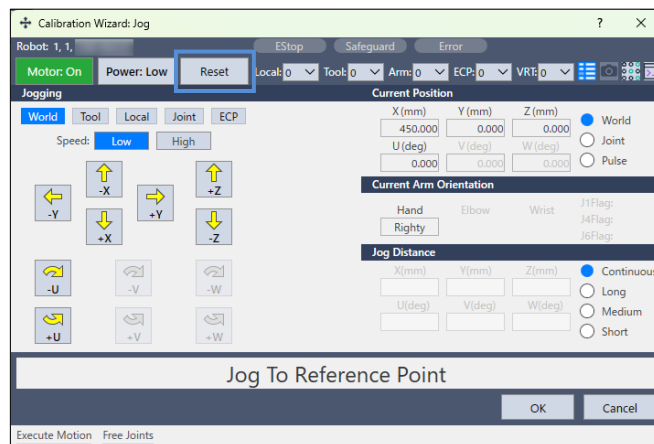 Calibration Wizard: Jog ? ×
Robot: 1, 1, EStop Safeguard Error
Motor: On Power: Low Reset Local: 0 Tool: 0 Arm: 0 ECP: 0 VRT: 0
Jogging Current Position
World Tool Local Joint ECP
Speed: Low High
-X +Z
-Y +Y
+X -Z
-U -V -W
+U +V +W
X (mm) Y (mm) Z (mm)
450.000 0.000 0.000 World
U (deg) V (deg) W (deg) Joint
0.000 0.000 0.000 Pulse
Current Arm Orientation
Hand Elbow Wrist J1Flag:
Righty J4Flag:
J6Flag:
Jog Distance
X(mm) Y(mm) Z(mm) Continuous
U(deg) V(deg) W(deg) Long
Medium
Short
Jog To Reference Point
OK Cancel
Execute Motion Free Joints